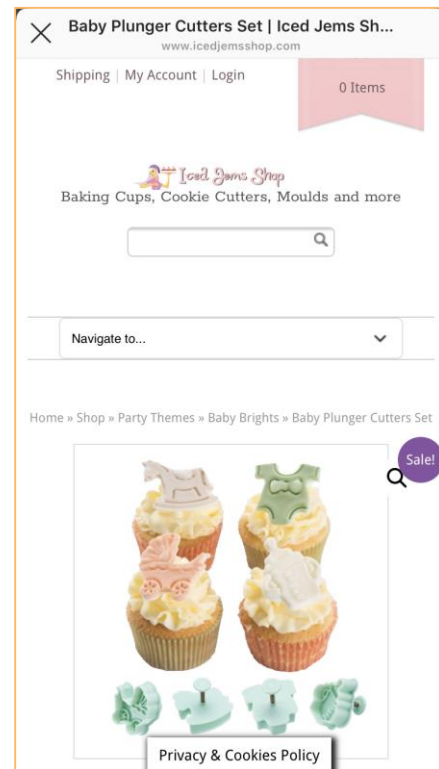 Baby Plunger Cutters Set | Iced Jems Sh...
www.icedjemsshop.com
Shipping | My Account | Login
0 Items
Iced Jems Shop
Baking Cups, Cookie Cutters, Moulds and more
Navigate to...
Home » Shop » Party Themes » Baby Brights » Baby Plunger Cutters Set
Sale!
Privacy & Cookies Policy